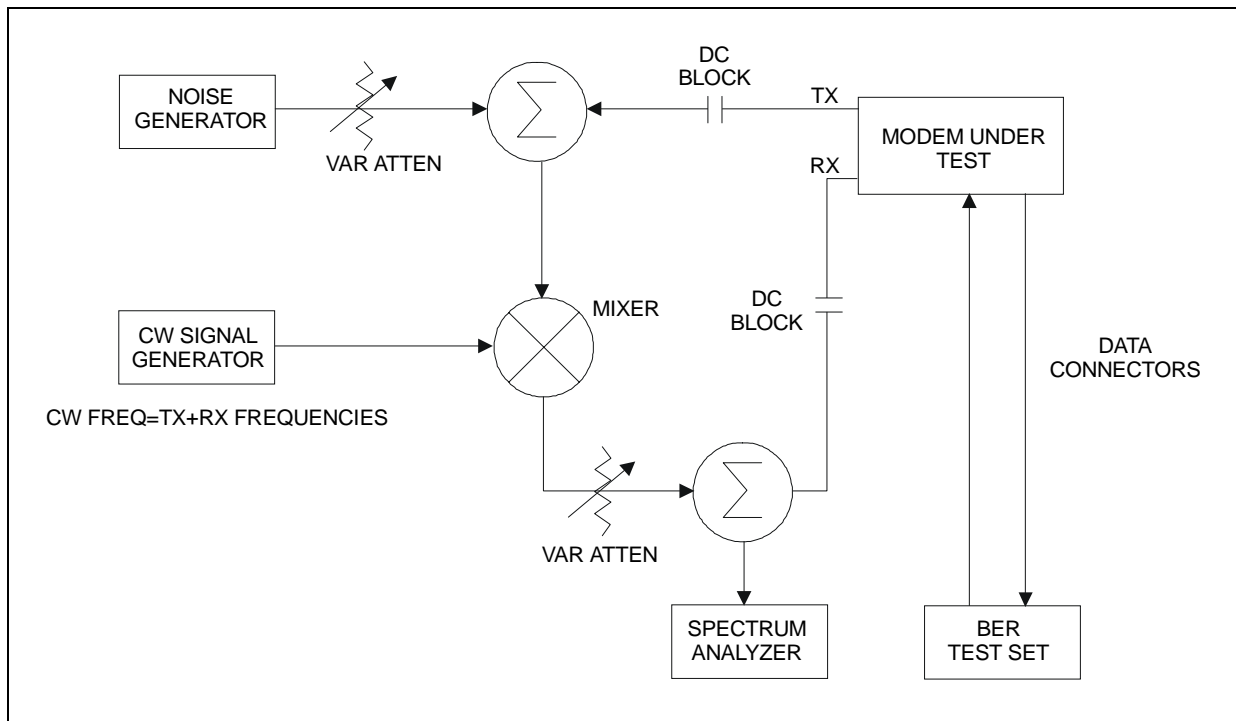 DC
BLOCK
NOISE
GENERATOR
VAR ATTEN
Σ
TX
RX
MODEM UNDER
TEST
MIXER
DC
BLOCK
CW SIGNAL
GENERATOR
CW FREQ=TX+RX FREQUENCIES
DATA
CONNECTORS
VAR ATTEN
Σ
SPECTRUM
ANALYZER
BER
TEST SET